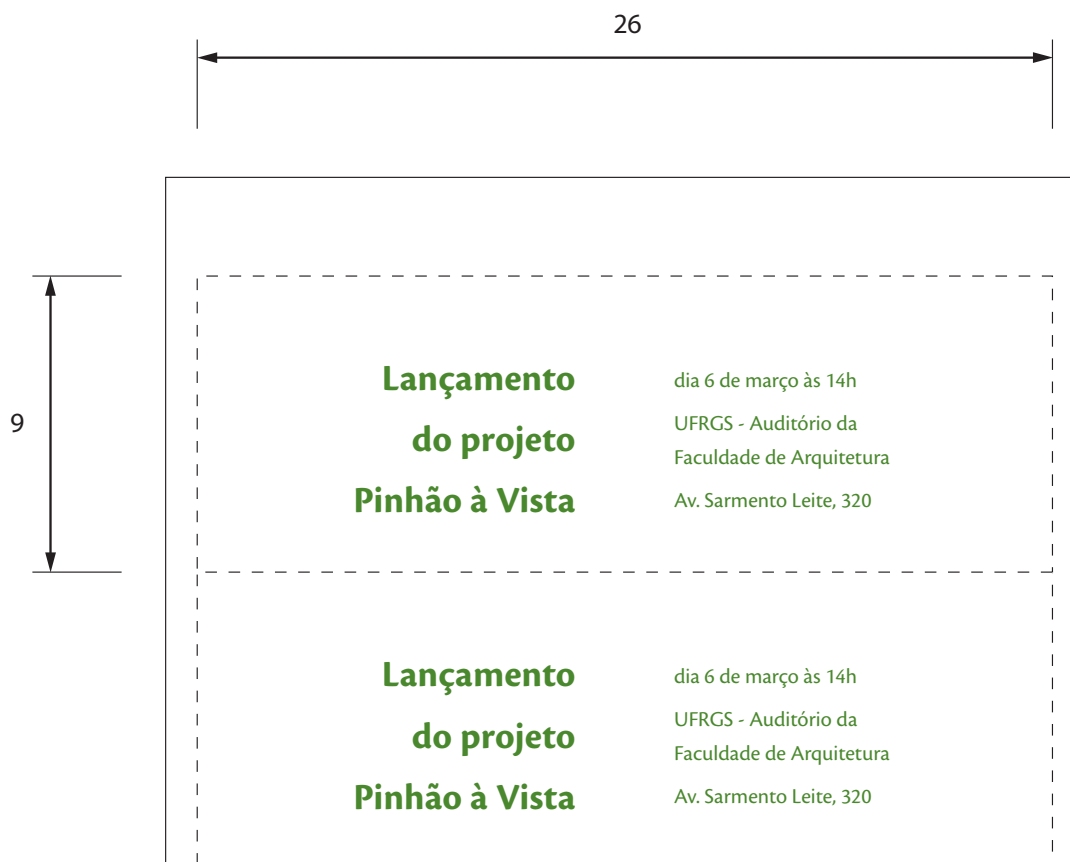 26
9
Lançamento
do projeto
Pinhão à Vista
dia 6 de março às 14h
UFRGS - Auditório da
Faculdade de Arquitetura
Av. Sarmento Leite, 320
Lançamento
do projeto
Pinhão à Vista
dia 6 de março às 14h
UFRGS - Auditório da
Faculdade de Arquitetura
Av. Sarmento Leite, 320